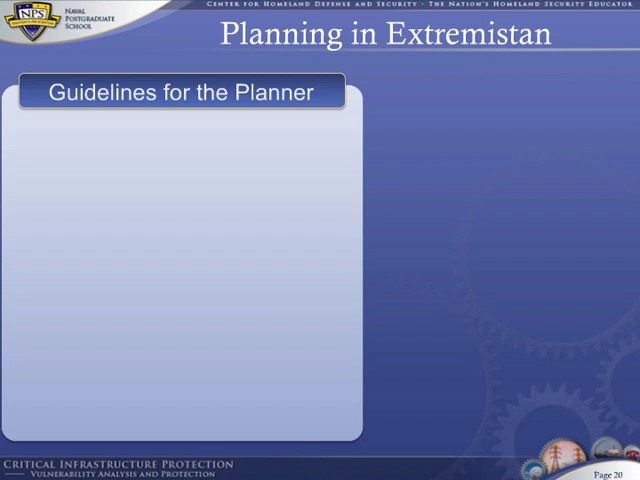 CENTER FOR HOMELAND DEFENSE AND SECURITY - THE NATION'S HOMELAND SECURITY EDUCATOR
NPS
NAVAL
POSTGRADUATE
SCHOOL
Planning in Extremistan
Guidelines for the Planner
CRITICAL INFRASTRUCTURE PROTECTION
VULNERABILITY ANALYSIS AND PROTECTION
Page 20